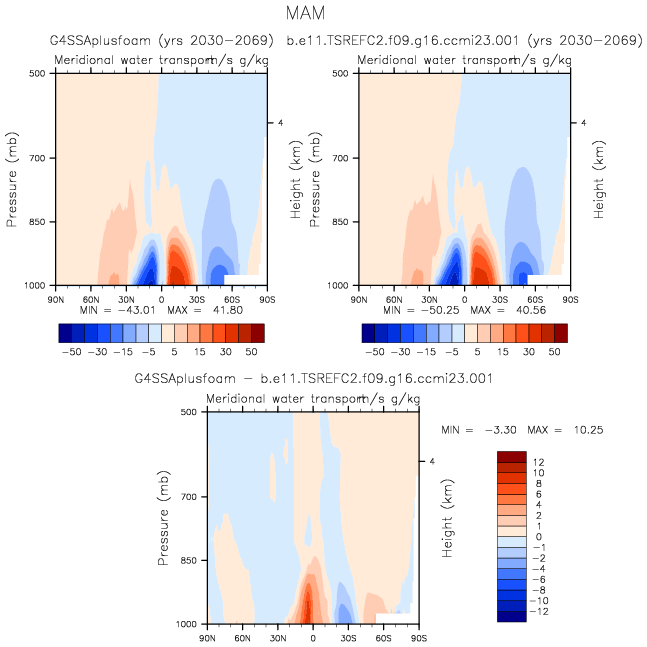 MAM
G4SSAplusfoam (yrs 2030-2069) b.e11.TSREFC2.f09.g16.ccmi23.001 (yrs 2030-2069)
Meridional water transport m/s g/kg
Meridional water transport m/s g/kg
500
700
850
1000
Pressure (mb)
4
Height (km)
90N 60N 30N 0 30S 60S 90S
MIN = -43.01 MAX = 41.80
-50 -30 -15 -5 5 15 30 50
500
700
850
1000
Pressure (mb)
4
Height (km)
90N 60N 30N 0 30S 60S 90S
MIN = -50.25 MAX = 40.56
-50 -30 -15 -5 5 15 30 50
G4SSAplusfoam - b.e11.TSREFC2.f09.g16.ccmi23.001
Meridional water transport m/s g/kg
500
700
850
1000
Pressure (mb)
4
Height (km)
90N 60N 30N 0 30S 60S 90S
MIN = -3.30 MAX = 10.25
12
10
8
6
4
2
1
0
-1
-2
-4
-6
-8
-10
-12